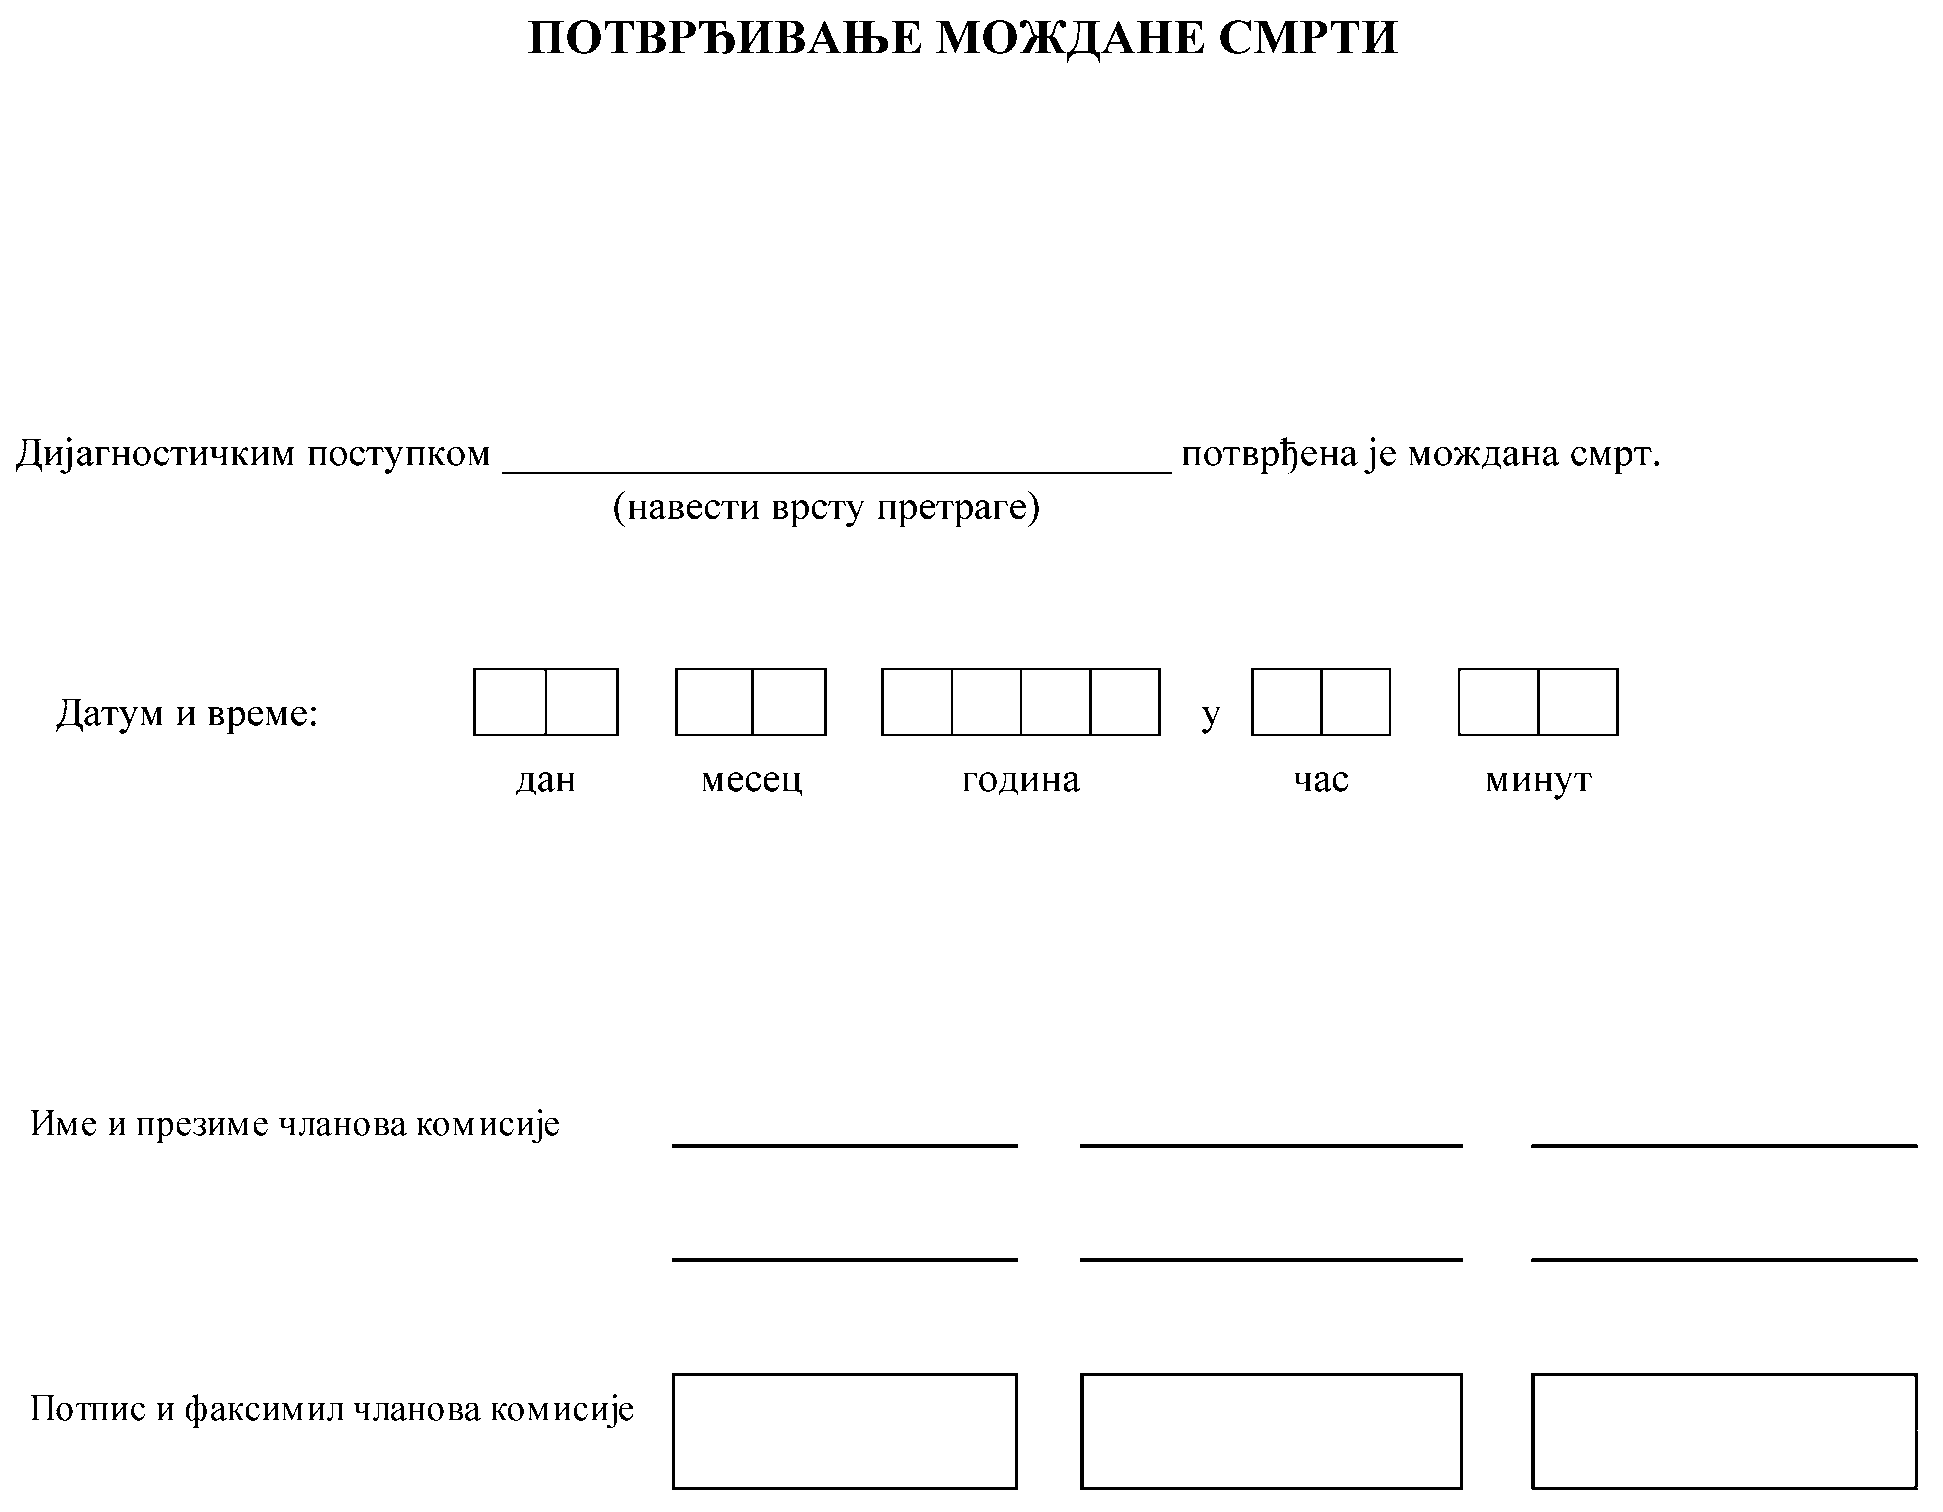 ПОТВРЂИВАЊЕ МОЖДАНЕ СМРТИ
Дијагностичким поступком ________________________________ потврђена је мождана смрт.
(навести врсту претраге)
Датум и време: у
дан месец година час минут
Име и презиме чланова комисије
Потпис и факсимил чланова комисије